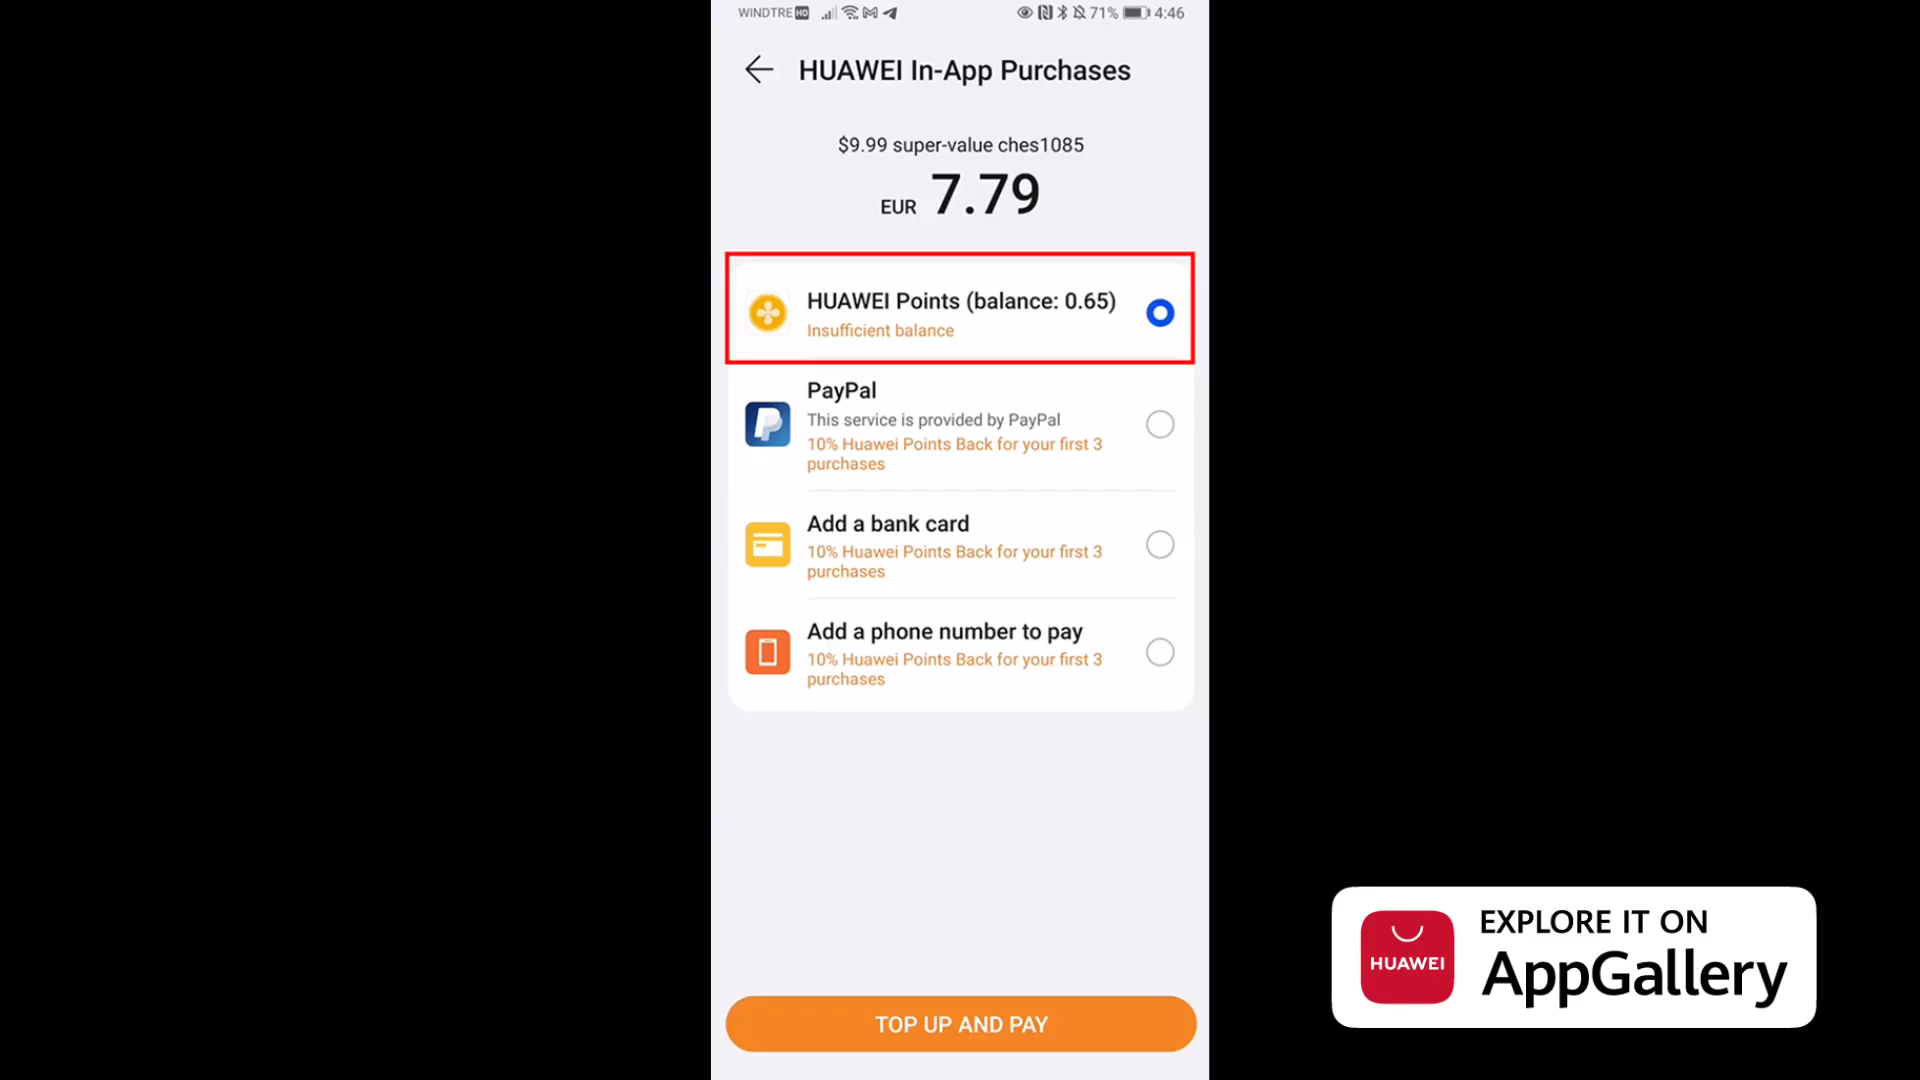 WINDTRE HD 71% 4:46
HUAWEI In-App Purchases
$9.99 super-value ches1085
EUR 7.79
HUAWEI Points (balance: 0.65)
Insufficient balance
PayPal
This service is provided by PayPal
10% Huawei Points Back for your first 3
purchases
Add a bank card
10% Huawei Points Back for your first 3
purchases
Add a phone number to pay
10% Huawei Points Back for your first 3
purchases
TOP UP AND PAY
EXPLORE IT ON
HUAWEI
AppGallery